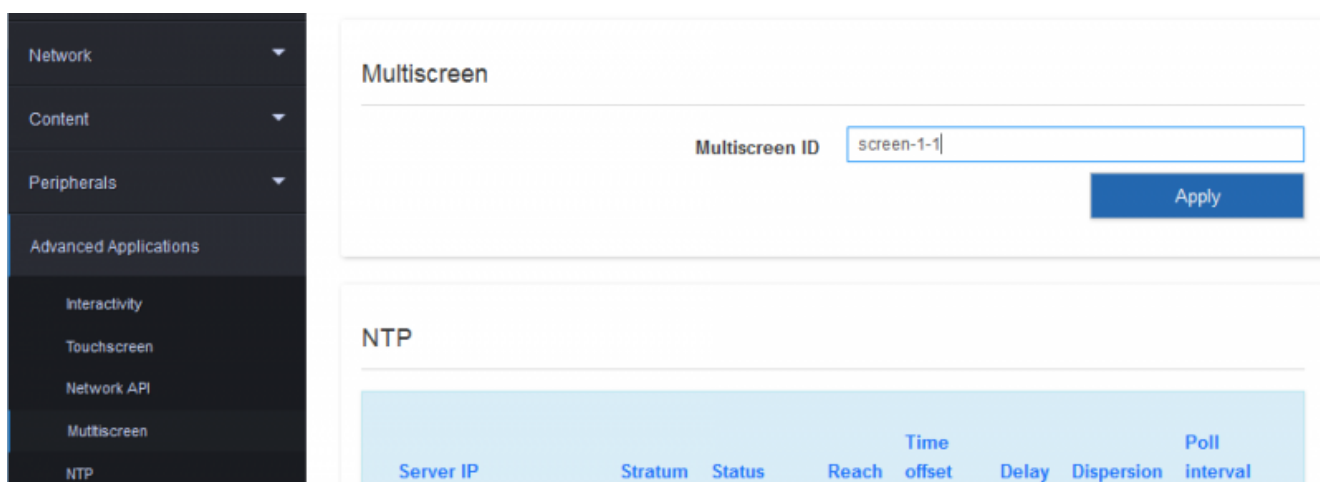 Network
Content
Peripherals
Advanced Applications
Interactivity
Touchscreen
Network API
Multtiscreen
NTP
Multiscreen
Multiscreen ID screen-1-1
Apply
NTP
Time Poll
Server IP Stratum Status Reach offset Delay Dispersion interval